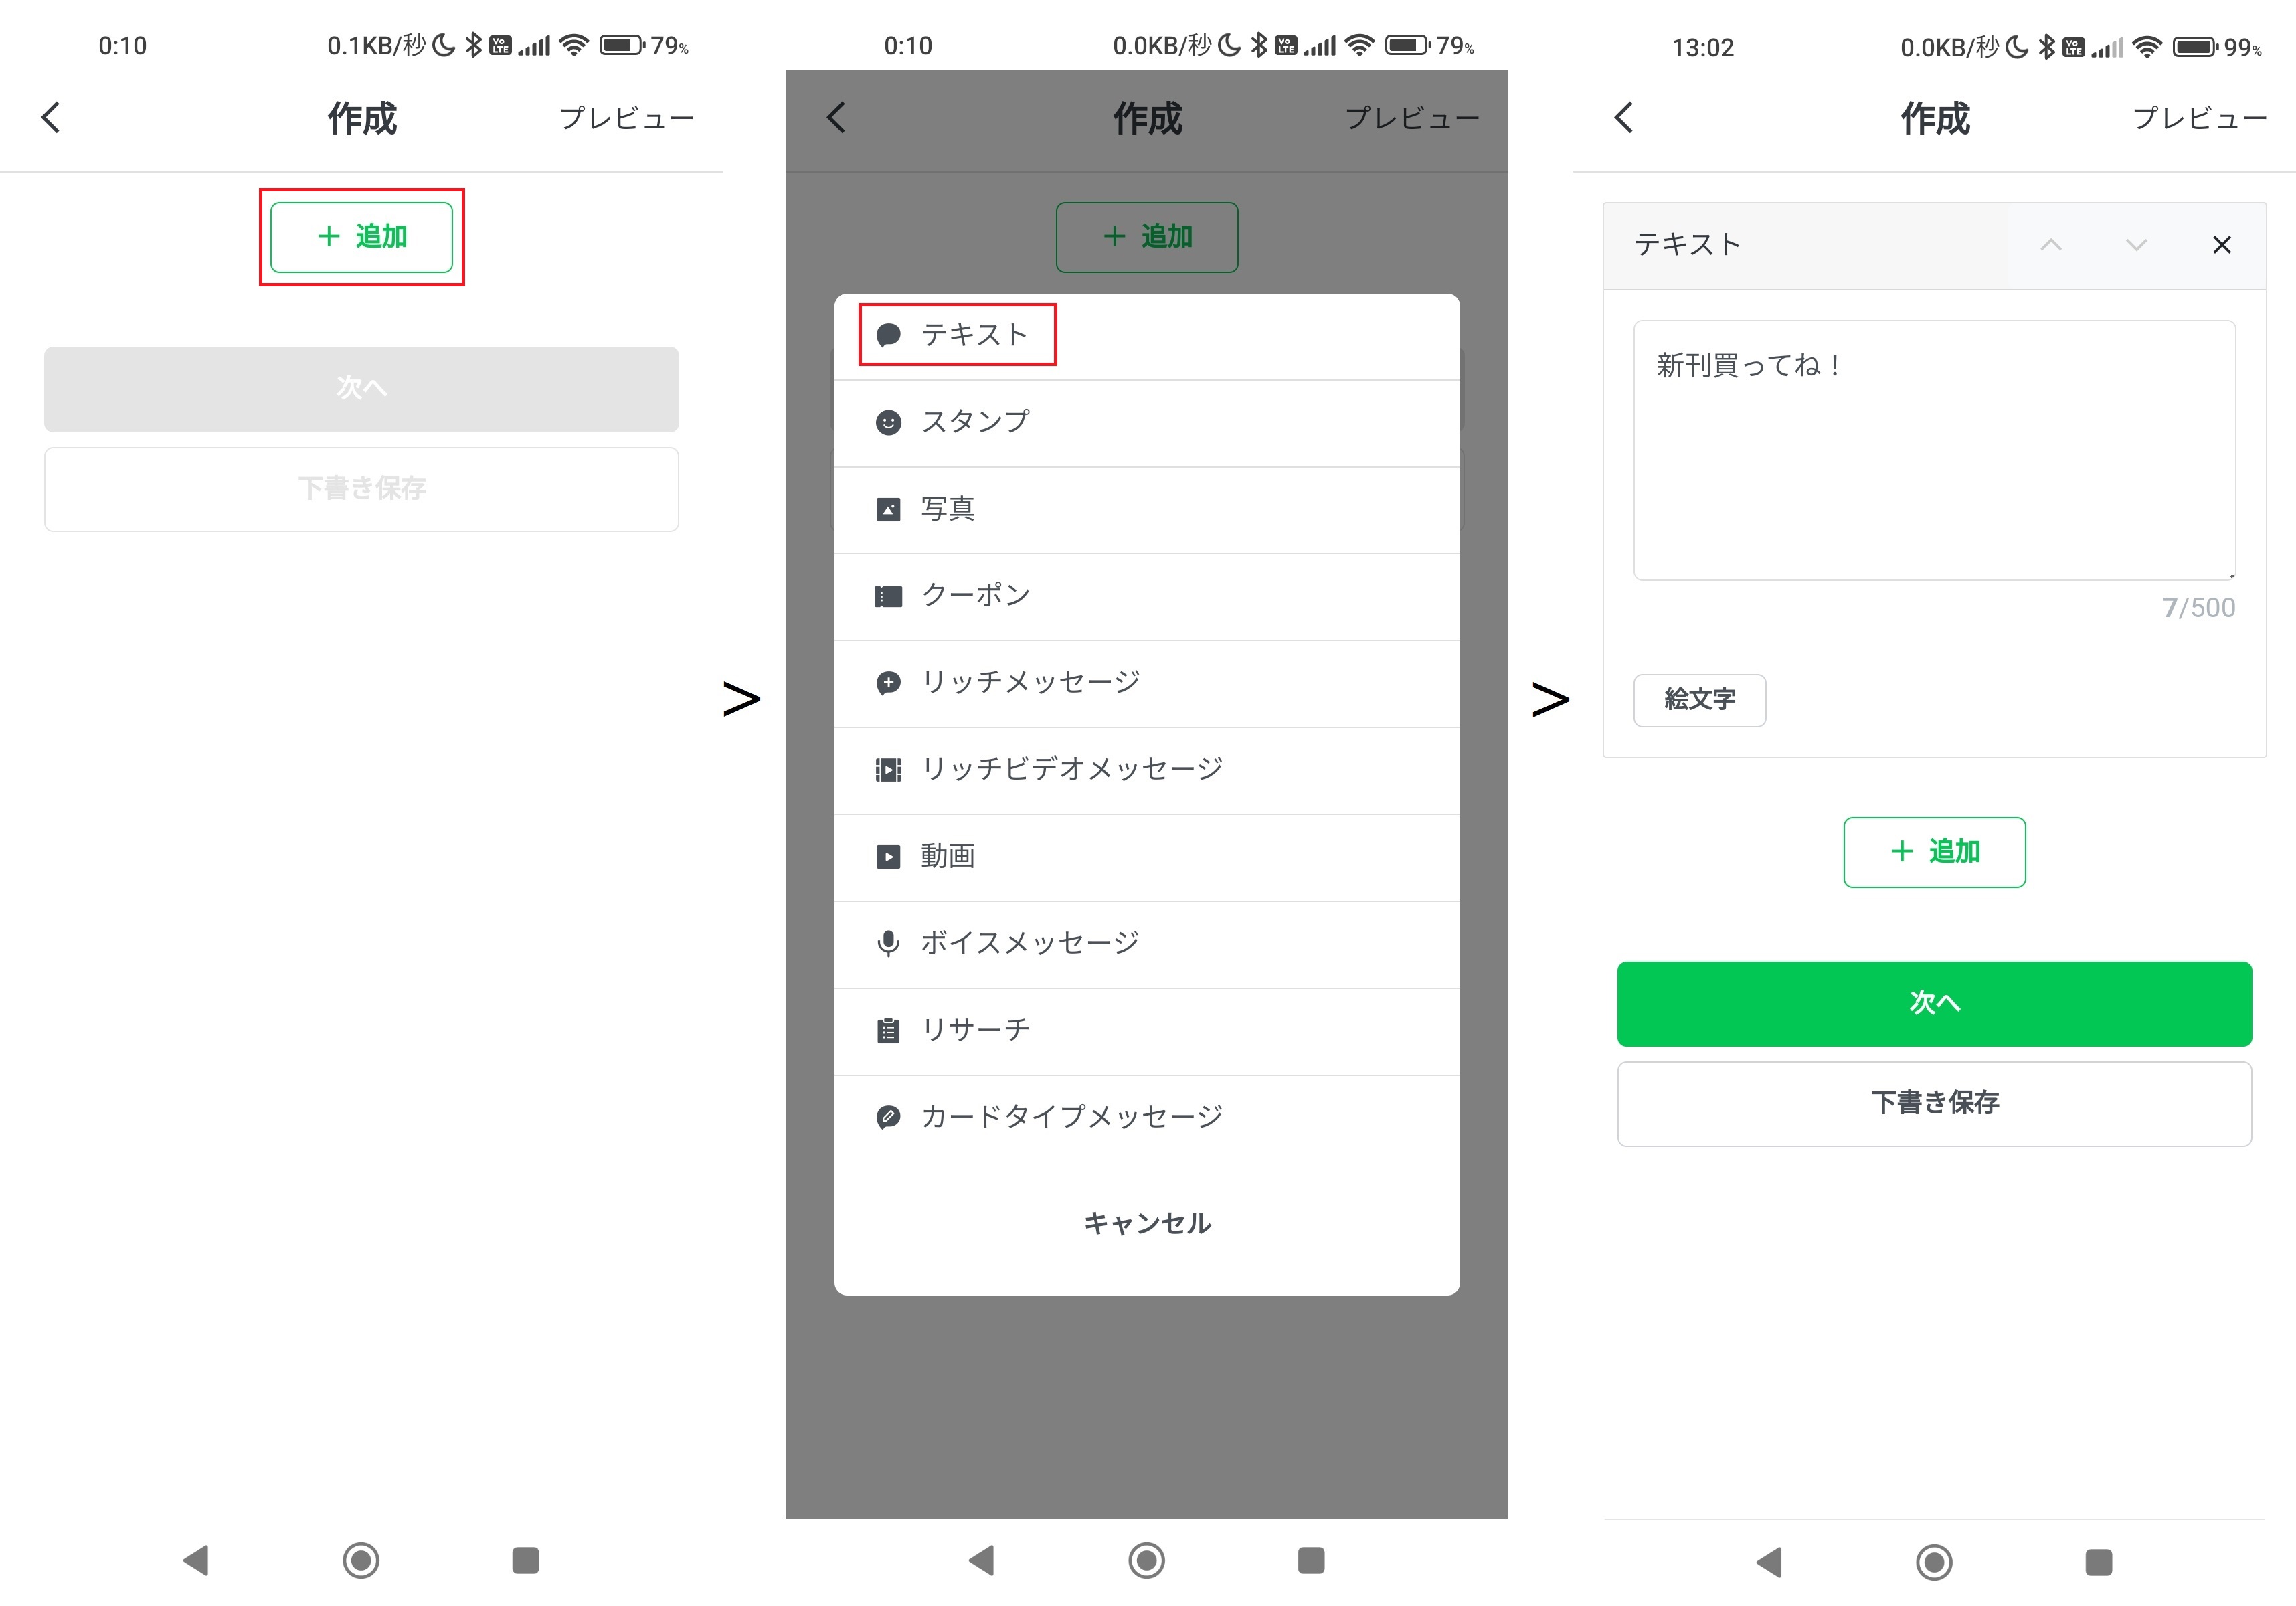 0:10 0.1KB/秒 Vo LTE 79%
作成 プレビュー
+ 追加
次へ
下書き保存
>
0:10 0.0KB/秒 Vo LTE 79%
作成 プレビュー
+ 追加
テキスト
スタンプ
写真
クーポン
リッチメッセージ
リッチビデオメッセージ
動画
ボイスメッセージ
リサーチ
カードタイプメッセージ
キャンセル
>
13:02 0.0KB/秒 Vo LTE 99%
作成 プレビュー
テキスト
新刊買ってね！
7/500
絵文字
+ 追加
次へ
下書き保存